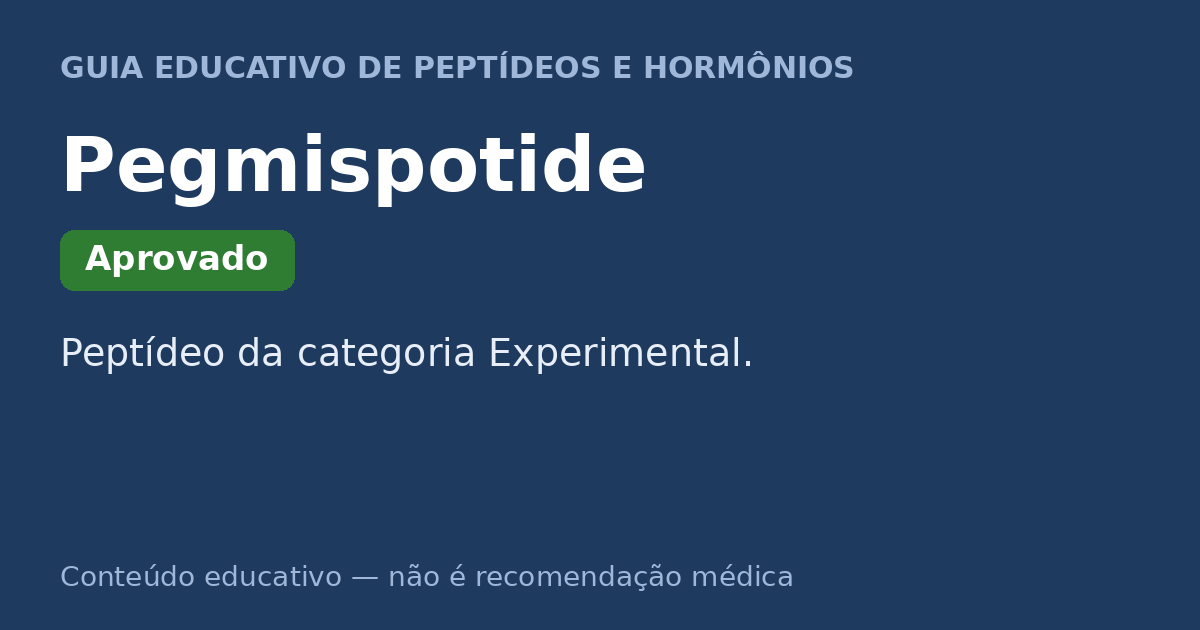 GUIA EDUCATIVO DE PEPTÍDEOS E HORMÔNIOS
Pegmispotide
Aprovado
Peptídeo da categoria Experimental.
Conteúdo educativo — não é recomendação médica